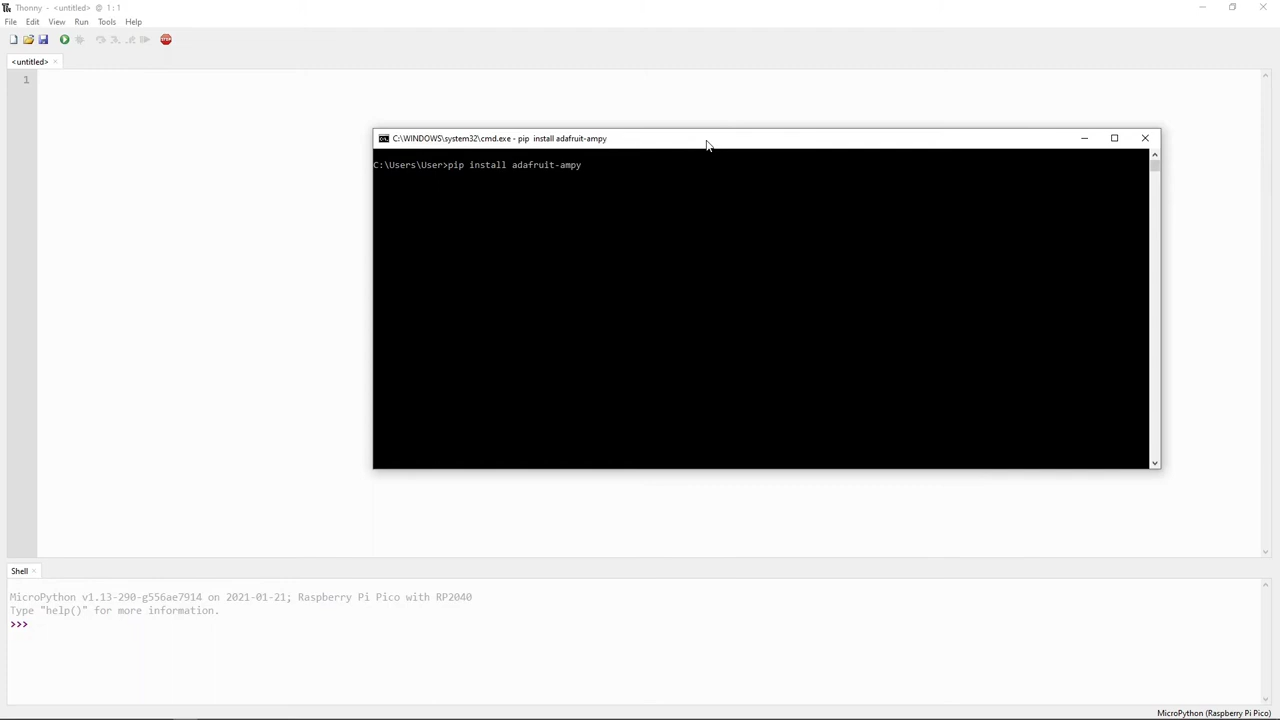 Thonny - <untitled> @ 1 : 1
File Edit View Run Tools Help
STOP
<untitled> ×
1
C:\WINDOWS\system32\cmd.exe - pip install adafruit-ampy
C:\Users\User>pip install adafruit-ampy
Shell ×
MicroPython v1.13-290-g556ae7914 on 2021-01-21; Raspberry Pi Pico with RP2040
Type "help()" for more information.
>>>
MicroPython (Raspberry Pi Pico)